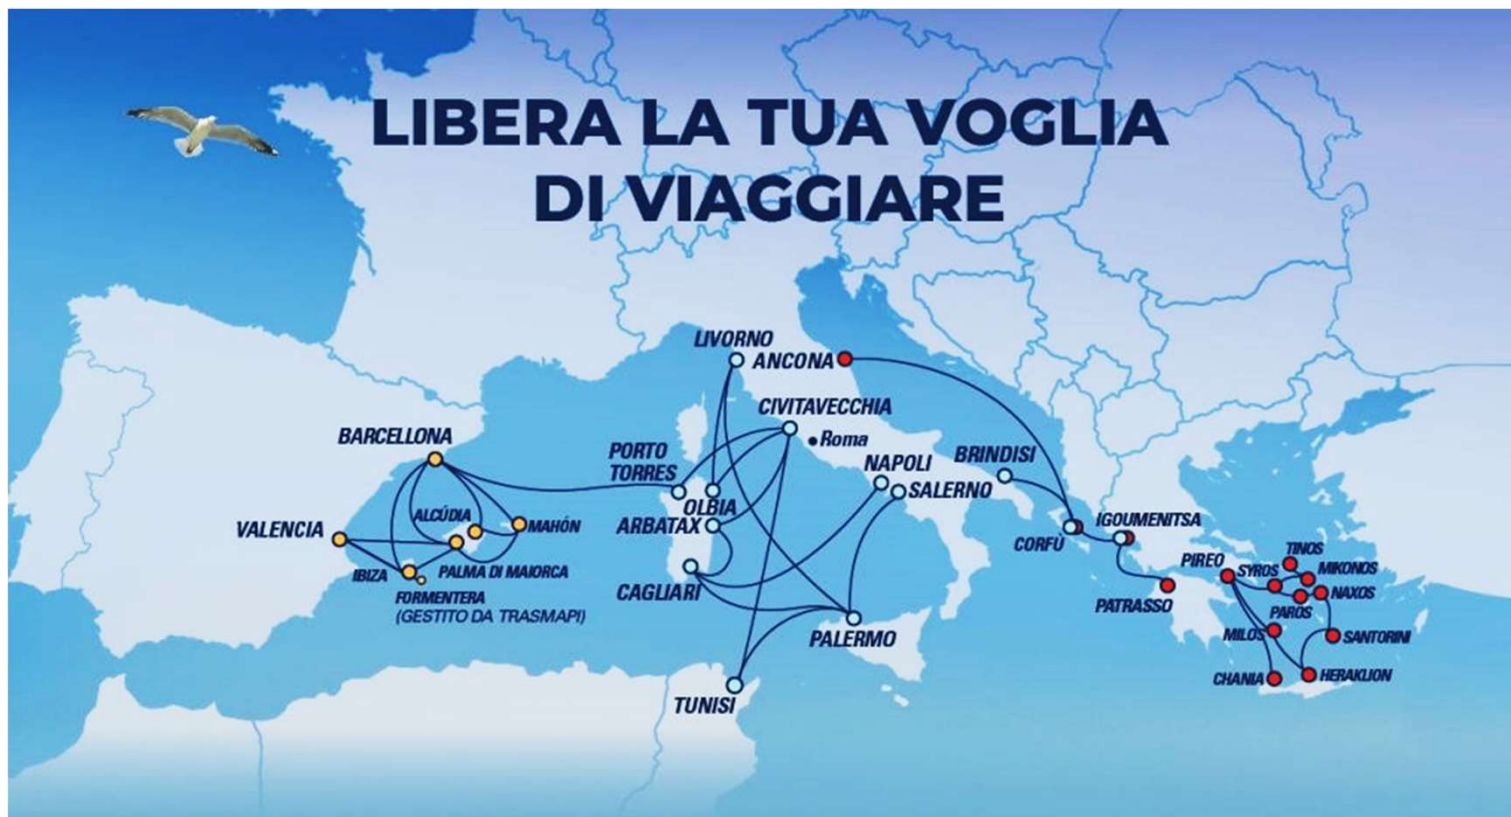 LIBERA LA TUA VOGLIA
DI VIAGGIARE
LIVORNO
ANCONA
CIVITAVECCHIA
Roma
BARCELLONA
PORTO
TORRES
NAPOLI
BRINDISI
SALERNO
OLBIA
ARBATAX
VALENCIA
ALCÚDIA
MAHÓN
IGOUMENITSA
CORFÙ
PIREO
TINOS
SYROS
MIKONOS
IBIZA
PALMA DI MAIORCA
CAGLIARI
NAXOS
FORMENTERA
(GESTITO DA TRASMAPI)
PATRASSO
PAROS
PALERMO
MILOS
SANTORINI
CHANIA
HERAKLION
TUNISI